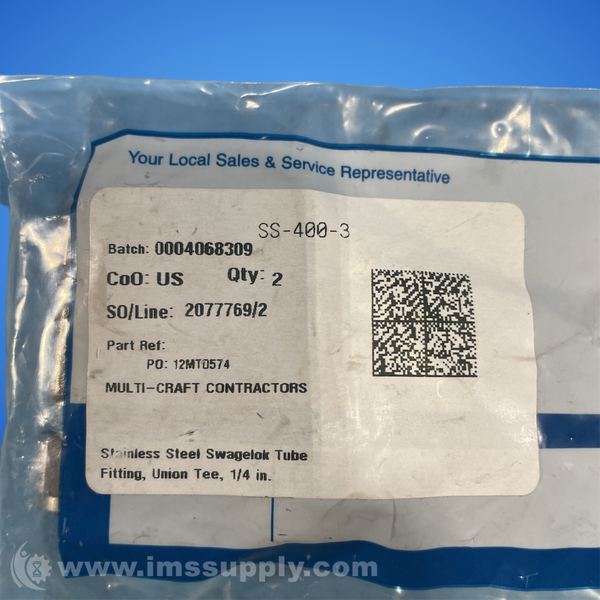 Your Local Sales & Service Representative
SS-400-3
Batch: 0004068309
CoO: US Qty: 2
SO/Line: 2077769/2
Part Ref:
PO: 12MTD574
MULTI-CRAFT CONTRACTORS
Stainless Steel Swagelok Tube
Fitting, Union Tee, 1/4 in.
www.imssupply.com